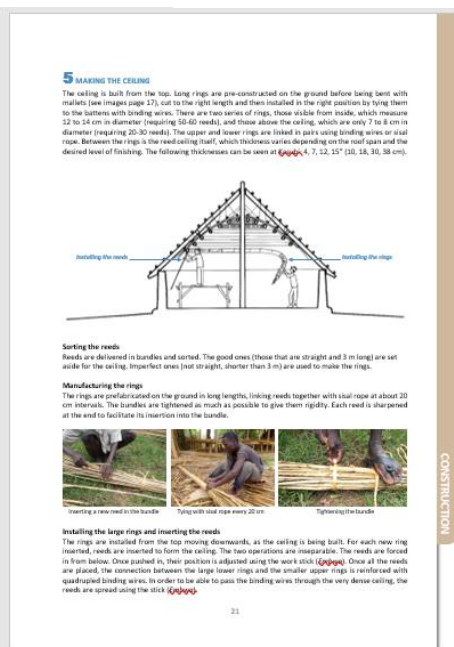 5 MAKING THE CEILING
The ceiling is built from the top. Long rings are pre-constructed on the ground before being bent with
mallets (see images page 17), cut to the right length and then installed in the right position by tying them
to the battens with binding wires. There are two series of rings, those visible from inside, which measure
12 to 14 cm in diameter (requiring 50-60 reeds), and those above the ceiling, which are only 7 to 8 cm in
diameter (requiring 20-30 reeds). The upper and lower rings are linked in pairs using binding wires or sisal
rope. Between the rings is the reed ceiling itself, which thickness varies depending on the roof span and the
desired level of finishing. The following thicknesses can be seen at Kasubi: 4, 7, 12, 15" (10, 18, 30, 38 cm).
Installing the reeds
Installing the rings
Sorting the reeds
Reeds are delivered in bundles and sorted. The good ones (those that are straight and 3 m long) are set
aside for the ceiling. Imperfect ones (not straight, shorter than 3 m) are used to make the rings.
Manufacturing the rings
The rings are prefabricated on the ground in long lengths, linking reeds together with sisal rope at about 20
cm intervals. The bundles are tightened as much as possible to give them rigidity. Each reed is sharpened
at the end to facilitate its insertion into the bundle.
Inserting a new reed in the bundle
Tying with sisal rope every 20 cm
Tightening the bundle
Installing the large rings and inserting the reeds
The rings are installed from the top moving downwards, as the ceiling is being built. For each new ring
inserted, reeds are inserted to form the ceiling. The two operations are inseparable. The reeds are forced
in from below. Once pushed in, their position is adjusted using the work stick Once all the reeds
are placed, the connection between the large lower rings and the smaller upper rings is reinforced with
quadrupled binding wires. In order to be able to pass the binding wires through the very dense ceiling, the
reeds are spread using the stick
21
CONSTRUCTION